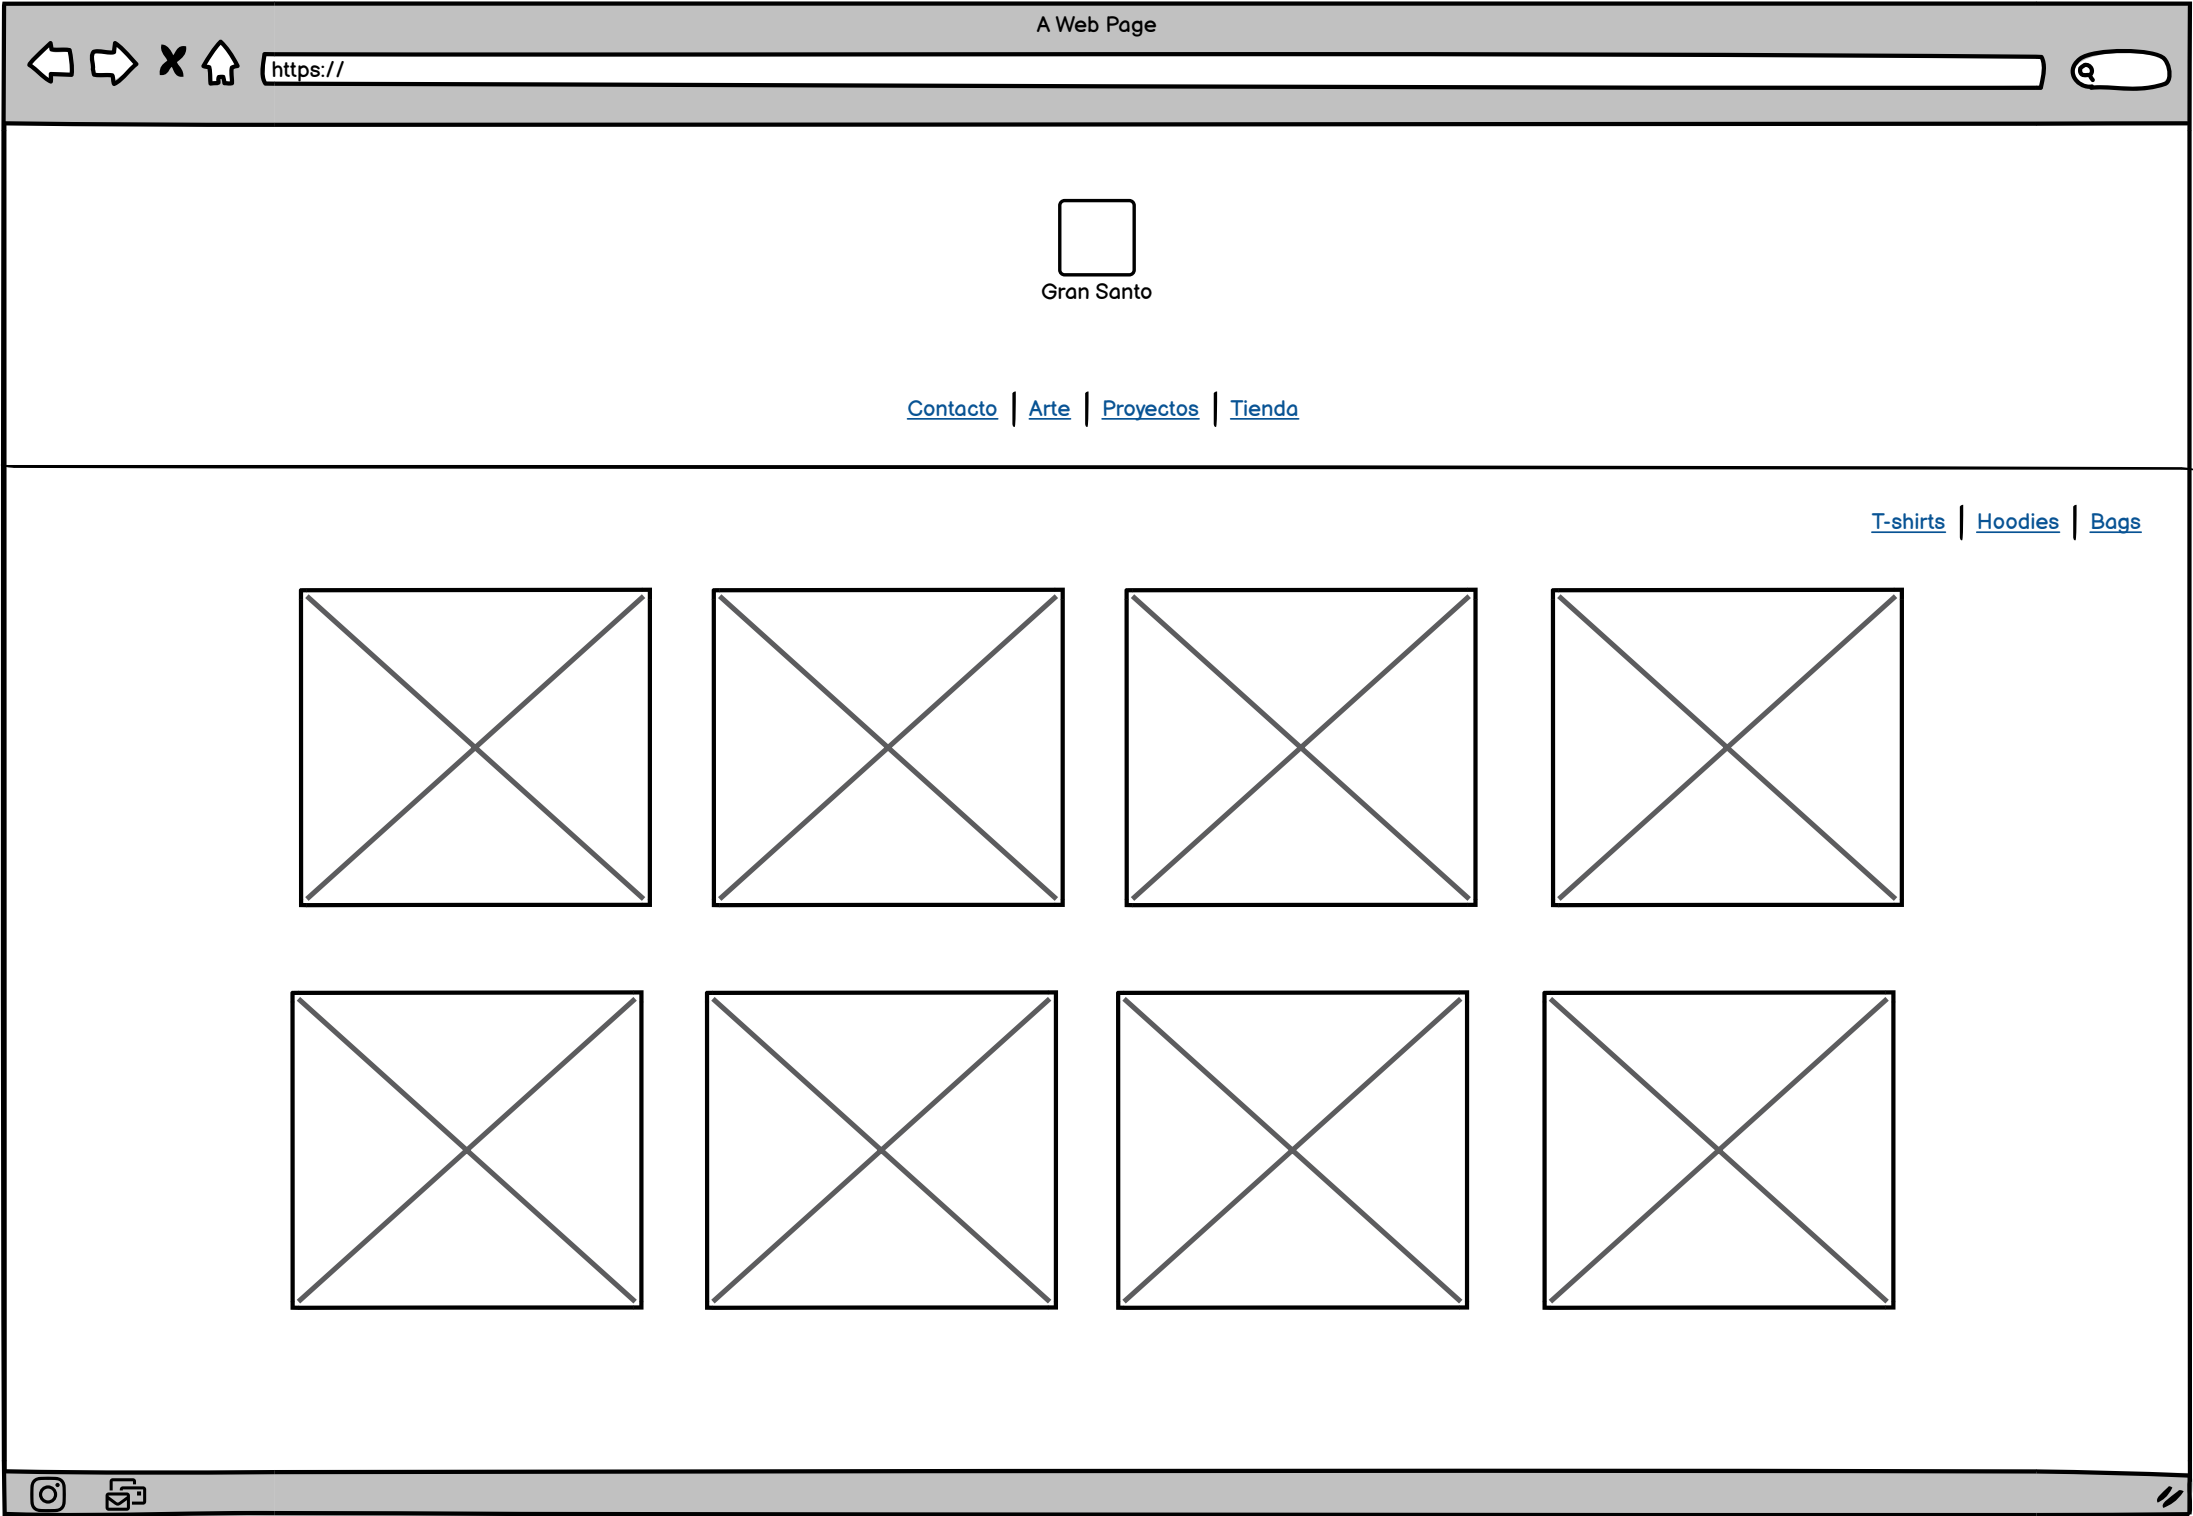 A Web Page
https://
Gran Santo
Contacto | Arte | Proyectos | Tienda
T-shirts | Hoodies | Bags